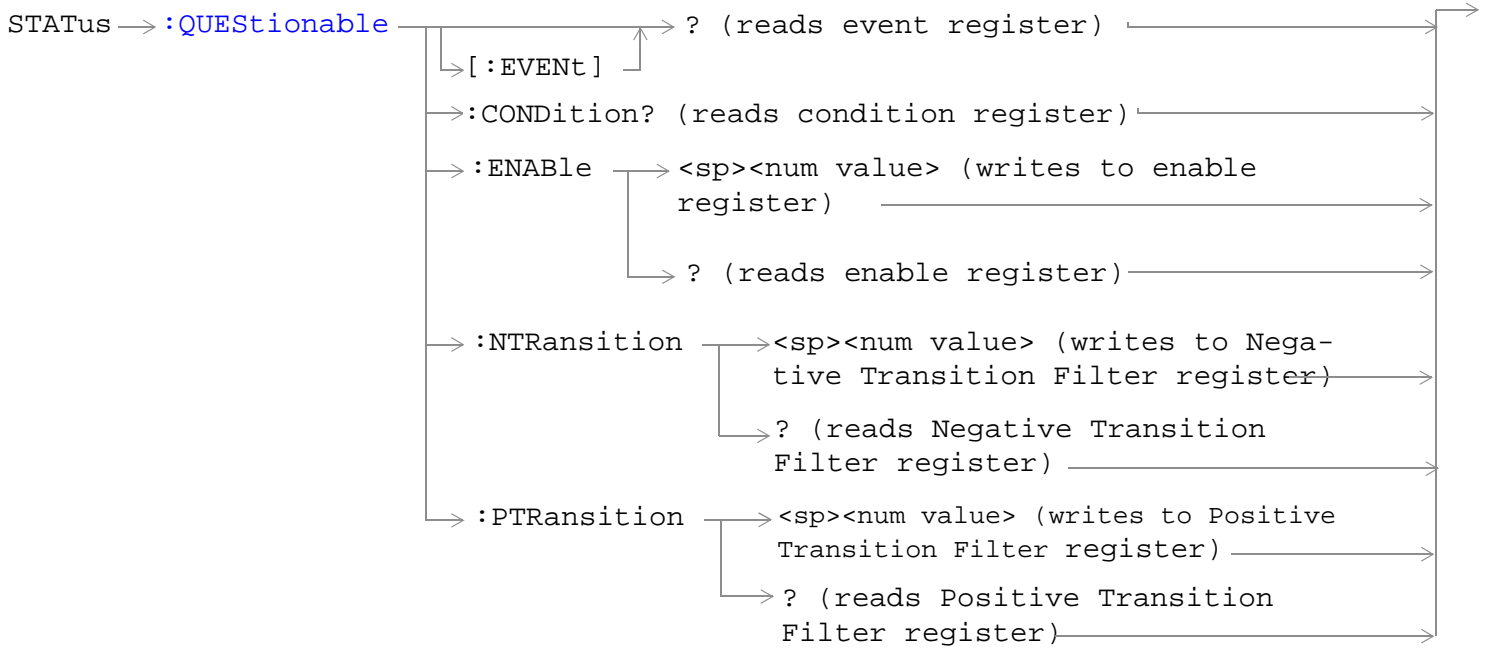 STATus :QUEStionable ? (reads event register)
[:EVENt]
:CONDition? (reads condition register)
:ENABle <sp><num value> (writes to enable
register)
? (reads enable register)
:NTRansition <sp><num value> (writes to Nega-
tive Transition Filter register)
? (reads Negative Transition
Filter register)
:PTRansition <sp><num value> (writes to Positive
Transition Filter register)
? (reads Positive Transition
Filter register)